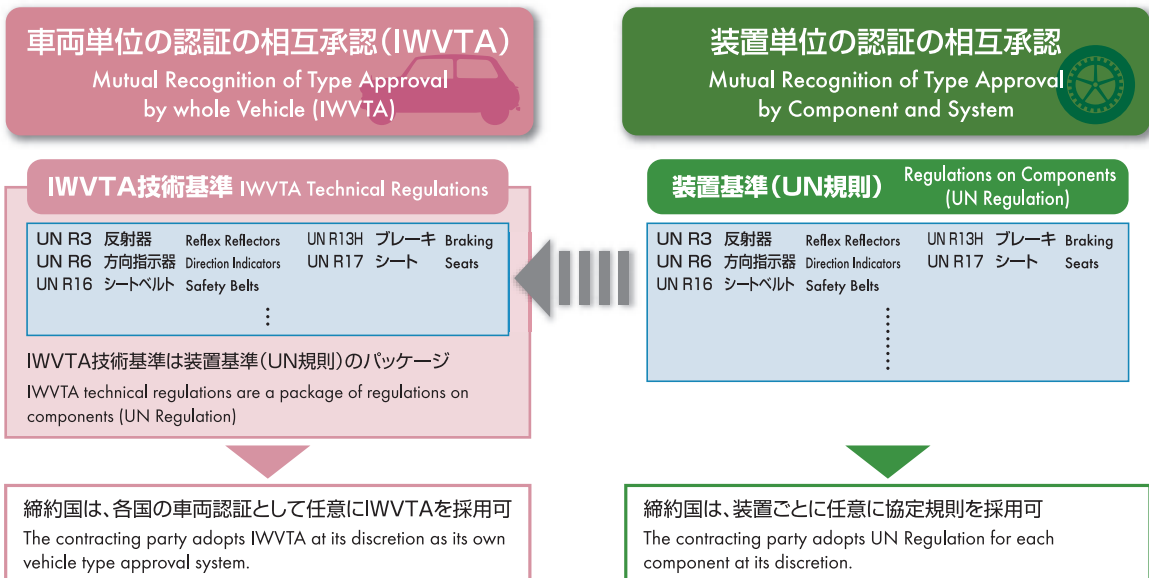 車両単位の認証の相互承認(IWVTA)
Mutual Recognition of Type Approval
by whole Vehicle (IWVTA)
IWVTA技術基準 IWVTA Technical Regulations
UN R3 反射器 Reflex Reflectors UN R13H ブレーキ Braking
UN R6 方向指示器 Direction Indicators UN R17 シート Seats
UN R16 シートベルト Safety Belts
⋮
IWVTA技術基準は装置基準(UN規則)のパッケージ
IWVTA technical regulations are a package of regulations on
components (UN Regulation)
締約国は、各国の車両認証として任意にIWVTAを採用可
The contracting party adopts IWVTA at its discretion as its own
vehicle type approval system.
装置単位の認証の相互承認
Mutual Recognition of Type Approval
by Component and System
装置基準(UN規則) Regulations on Components
(UN Regulation)
UN R3 反射器 Reflex Reflectors UN R13H ブレーキ Braking
UN R6 方向指示器 Direction Indicators UN R17 シート Seats
UN R16 シートベルト Safety Belts
⋮
締約国は、装置ごとに任意に協定規則を採用可
The contracting party adopts UN Regulation for each
component at its discretion.